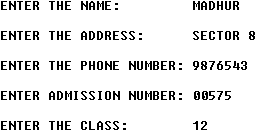 ENTER THE NAME: MADHUR
ENTER THE ADDRESS: SECTOR 8
ENTER THE PHONE NUMBER: 9876543
ENTER ADMISSION NUMBER: 00575
ENTER THE CLASS: 12